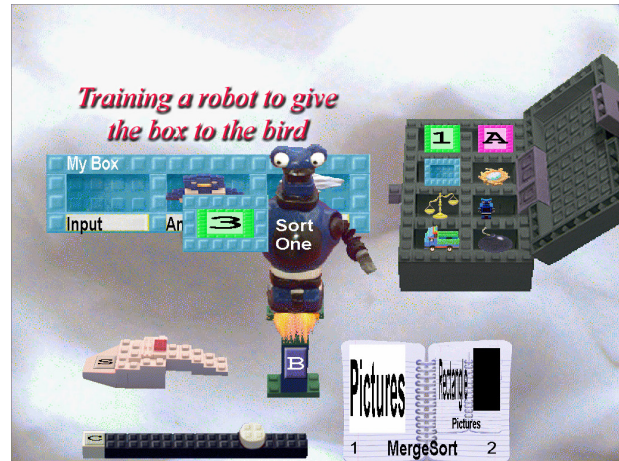 Training a robot to give
the box to the bird
1 A
My Box
Input An
3
Sort
One
S
B
C
Pictures
Rectangle
Pictures
1 MergeSort 2